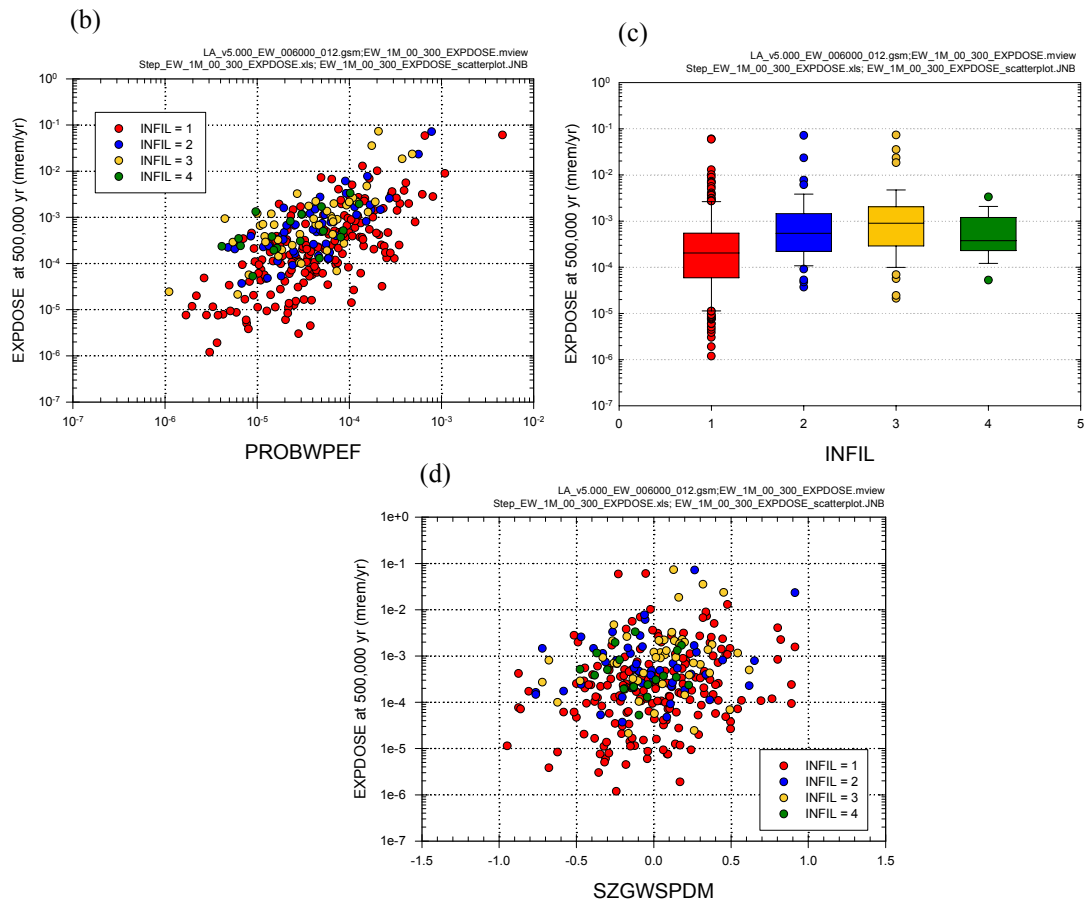 (b)
LA_v5.000_EW_006000_012.gsm;EW_1M_00_300_EXPDOSE.mview
Step_EW_1M_00_300_EXPDOSE.xls; EW_1M_00_300_EXPDOSE_scatterplot.JNB
EXPDOSE at 500,000 yr (mrem/yr)
10⁰
10⁻¹
10⁻²
10⁻³
10⁻⁴
10⁻⁵
10⁻⁶
10⁻⁷
INFIL = 1
INFIL = 2
INFIL = 3
INFIL = 4
10⁻⁷ 10⁻⁶ 10⁻⁵ 10⁻⁴ 10⁻³ 10⁻²
PROBWPEF
(c)
LA_v5.000_EW_006000_012.gsm;EW_1M_00_300_EXPDOSE.mview
Step_EW_1M_00_300_EXPDOSE.xls; EW_1M_00_300_EXPDOSE_scatterplot.JNB
EXPDOSE at 500,000 yr (mrem/yr)
10⁰
10⁻¹
10⁻²
10⁻³
10⁻⁴
10⁻⁵
10⁻⁶
10⁻⁷
0 1 2 3 4 5
INFIL
(d)
LA_v5.000_EW_006000_012.gsm;EW_1M_00_300_EXPDOSE.mview
Step_EW_1M_00_300_EXPDOSE.xls; EW_1M_00_300_EXPDOSE_scatterplot.JNB
EXPDOSE at 500,000 yr (mrem/yr)
1e+0
1e-1
1e-2
1e-3
1e-4
1e-5
1e-6
1e-7
INFIL = 1
INFIL = 2
INFIL = 3
INFIL = 4
-1.5 -1.0 -0.5 0.0 0.5 1.0 1.5
SZGWSPDM